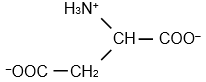 H₃N⁺
CH — COO⁻
⁻OOC — CH₂